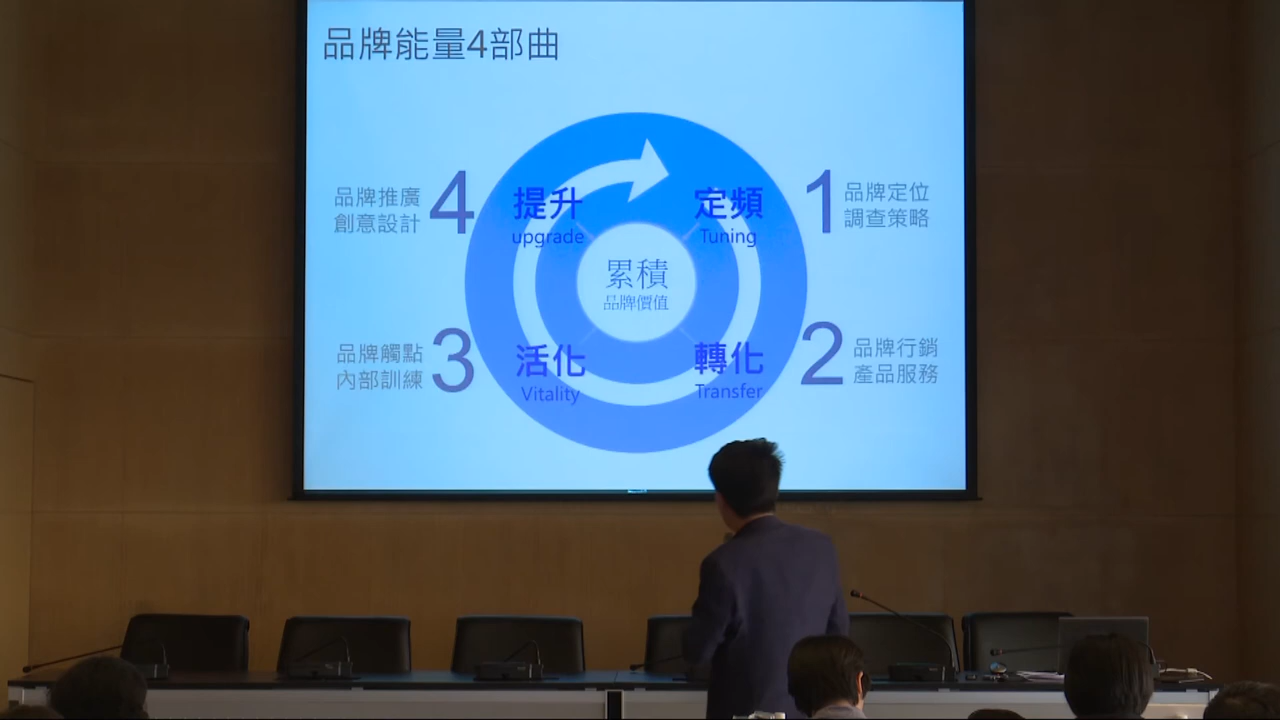 品牌能量4部曲
4
品牌推廣
創意設計
提升
upgrade
定頻
Tuning
1
品牌定位
調查策略
累積
品牌價值
3
品牌觸點
內部訓練
活化
Vitality
轉化
Transfer
2
品牌行銷
產品服務